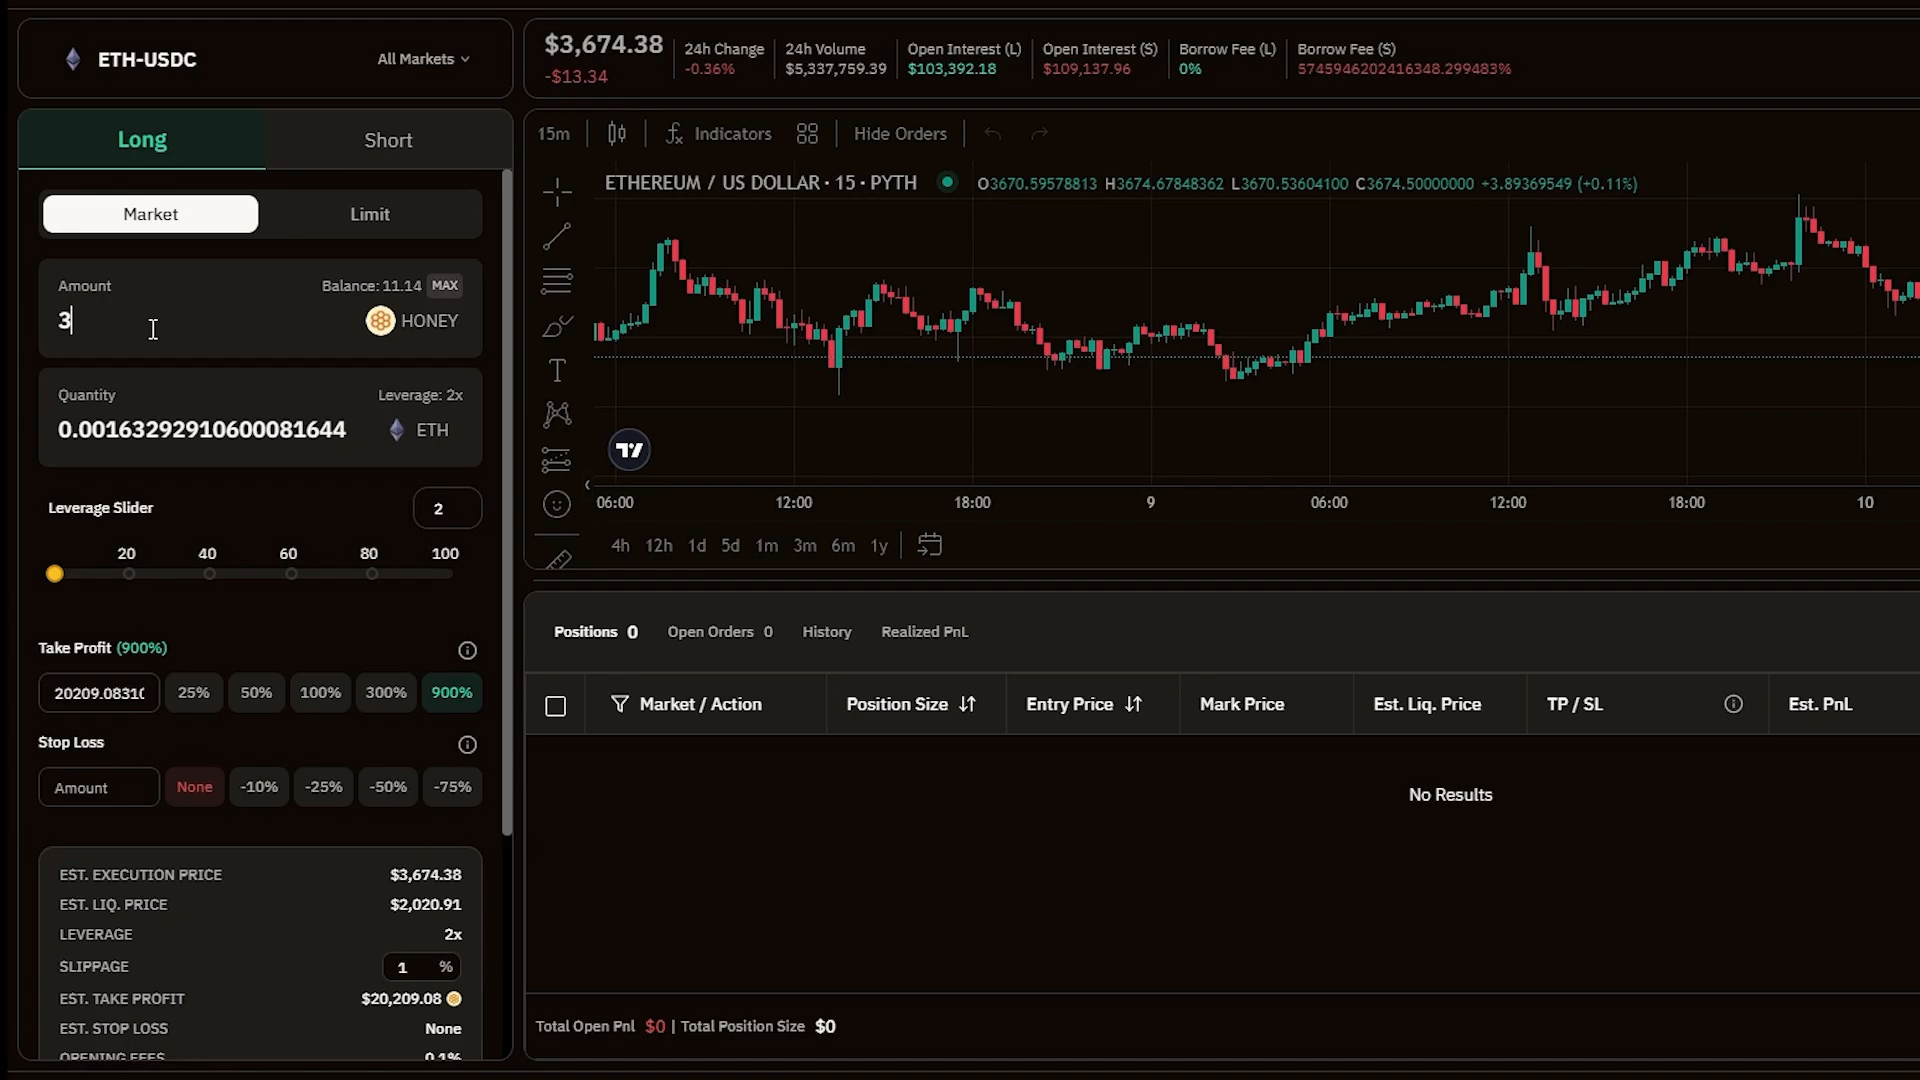 ETH-USDC
All Markets
$3,674.38
-$13.34
24h Change
-0.36%
24h Volume
$5,337,759.39
Open Interest (L)
$103,392.18
Open Interest (S)
$109,137.96
Borrow Fee (L)
0%
Borrow Fee (S)
5745946202416348.299483%
Long
Short
Market
Limit
Amount
Balance: 11.14 MAX
3
HONEY
Quantity
Leverage: 2x
0.00163292910600081644
ETH
Leverage Slider
2
20 40 60 80 100
Take Profit (900%)
25% 50% 100% 300% 900%
Stop Loss
Amount None -10% -25% -50% -75%
EST. EXECUTION PRICE $3,674.38
EST. LIQ. PRICE $2,020.91
LEVERAGE 2x
SLIPPAGE 1 %
EST. TAKE PROFIT $20,209.08
EST. STOP LOSS None
OPENING FEES 0.1%
15m
Indicators
Hide Orders
ETHEREUM / US DOLLAR · 15 · PYTH
O3670.59578813 H3674.67848362 L3670.53604100 C3674.50000000 +3.89369549 (+0.11%)
06:00 12:00 18:00 9 06:00 12:00 18:00 10
4h 12h 1d 5d 1m 3m 6m 1y
Positions 0
Open Orders 0
History
Realized PnL
Market / Action
Position Size
Entry Price
Mark Price
Est. Liq. Price
TP / SL
Est. PnL
No Results
Total Open Pnl $0 | Total Position Size $0